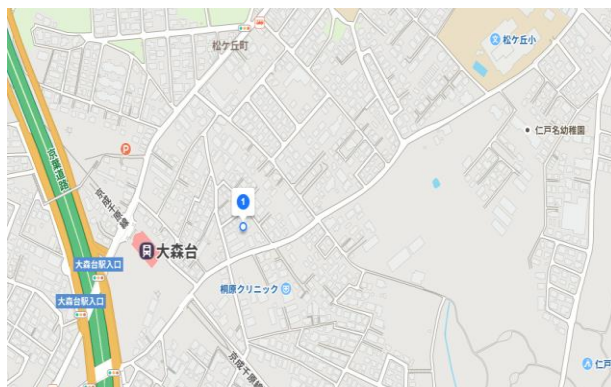 松ケ丘町
松ケ丘小
仁戸名幼稚園
P
京葉道路
京成千原線
1
大森台
大森台駅入口
大森台駅入口
桐原クリニック
京成千原線
仁戸